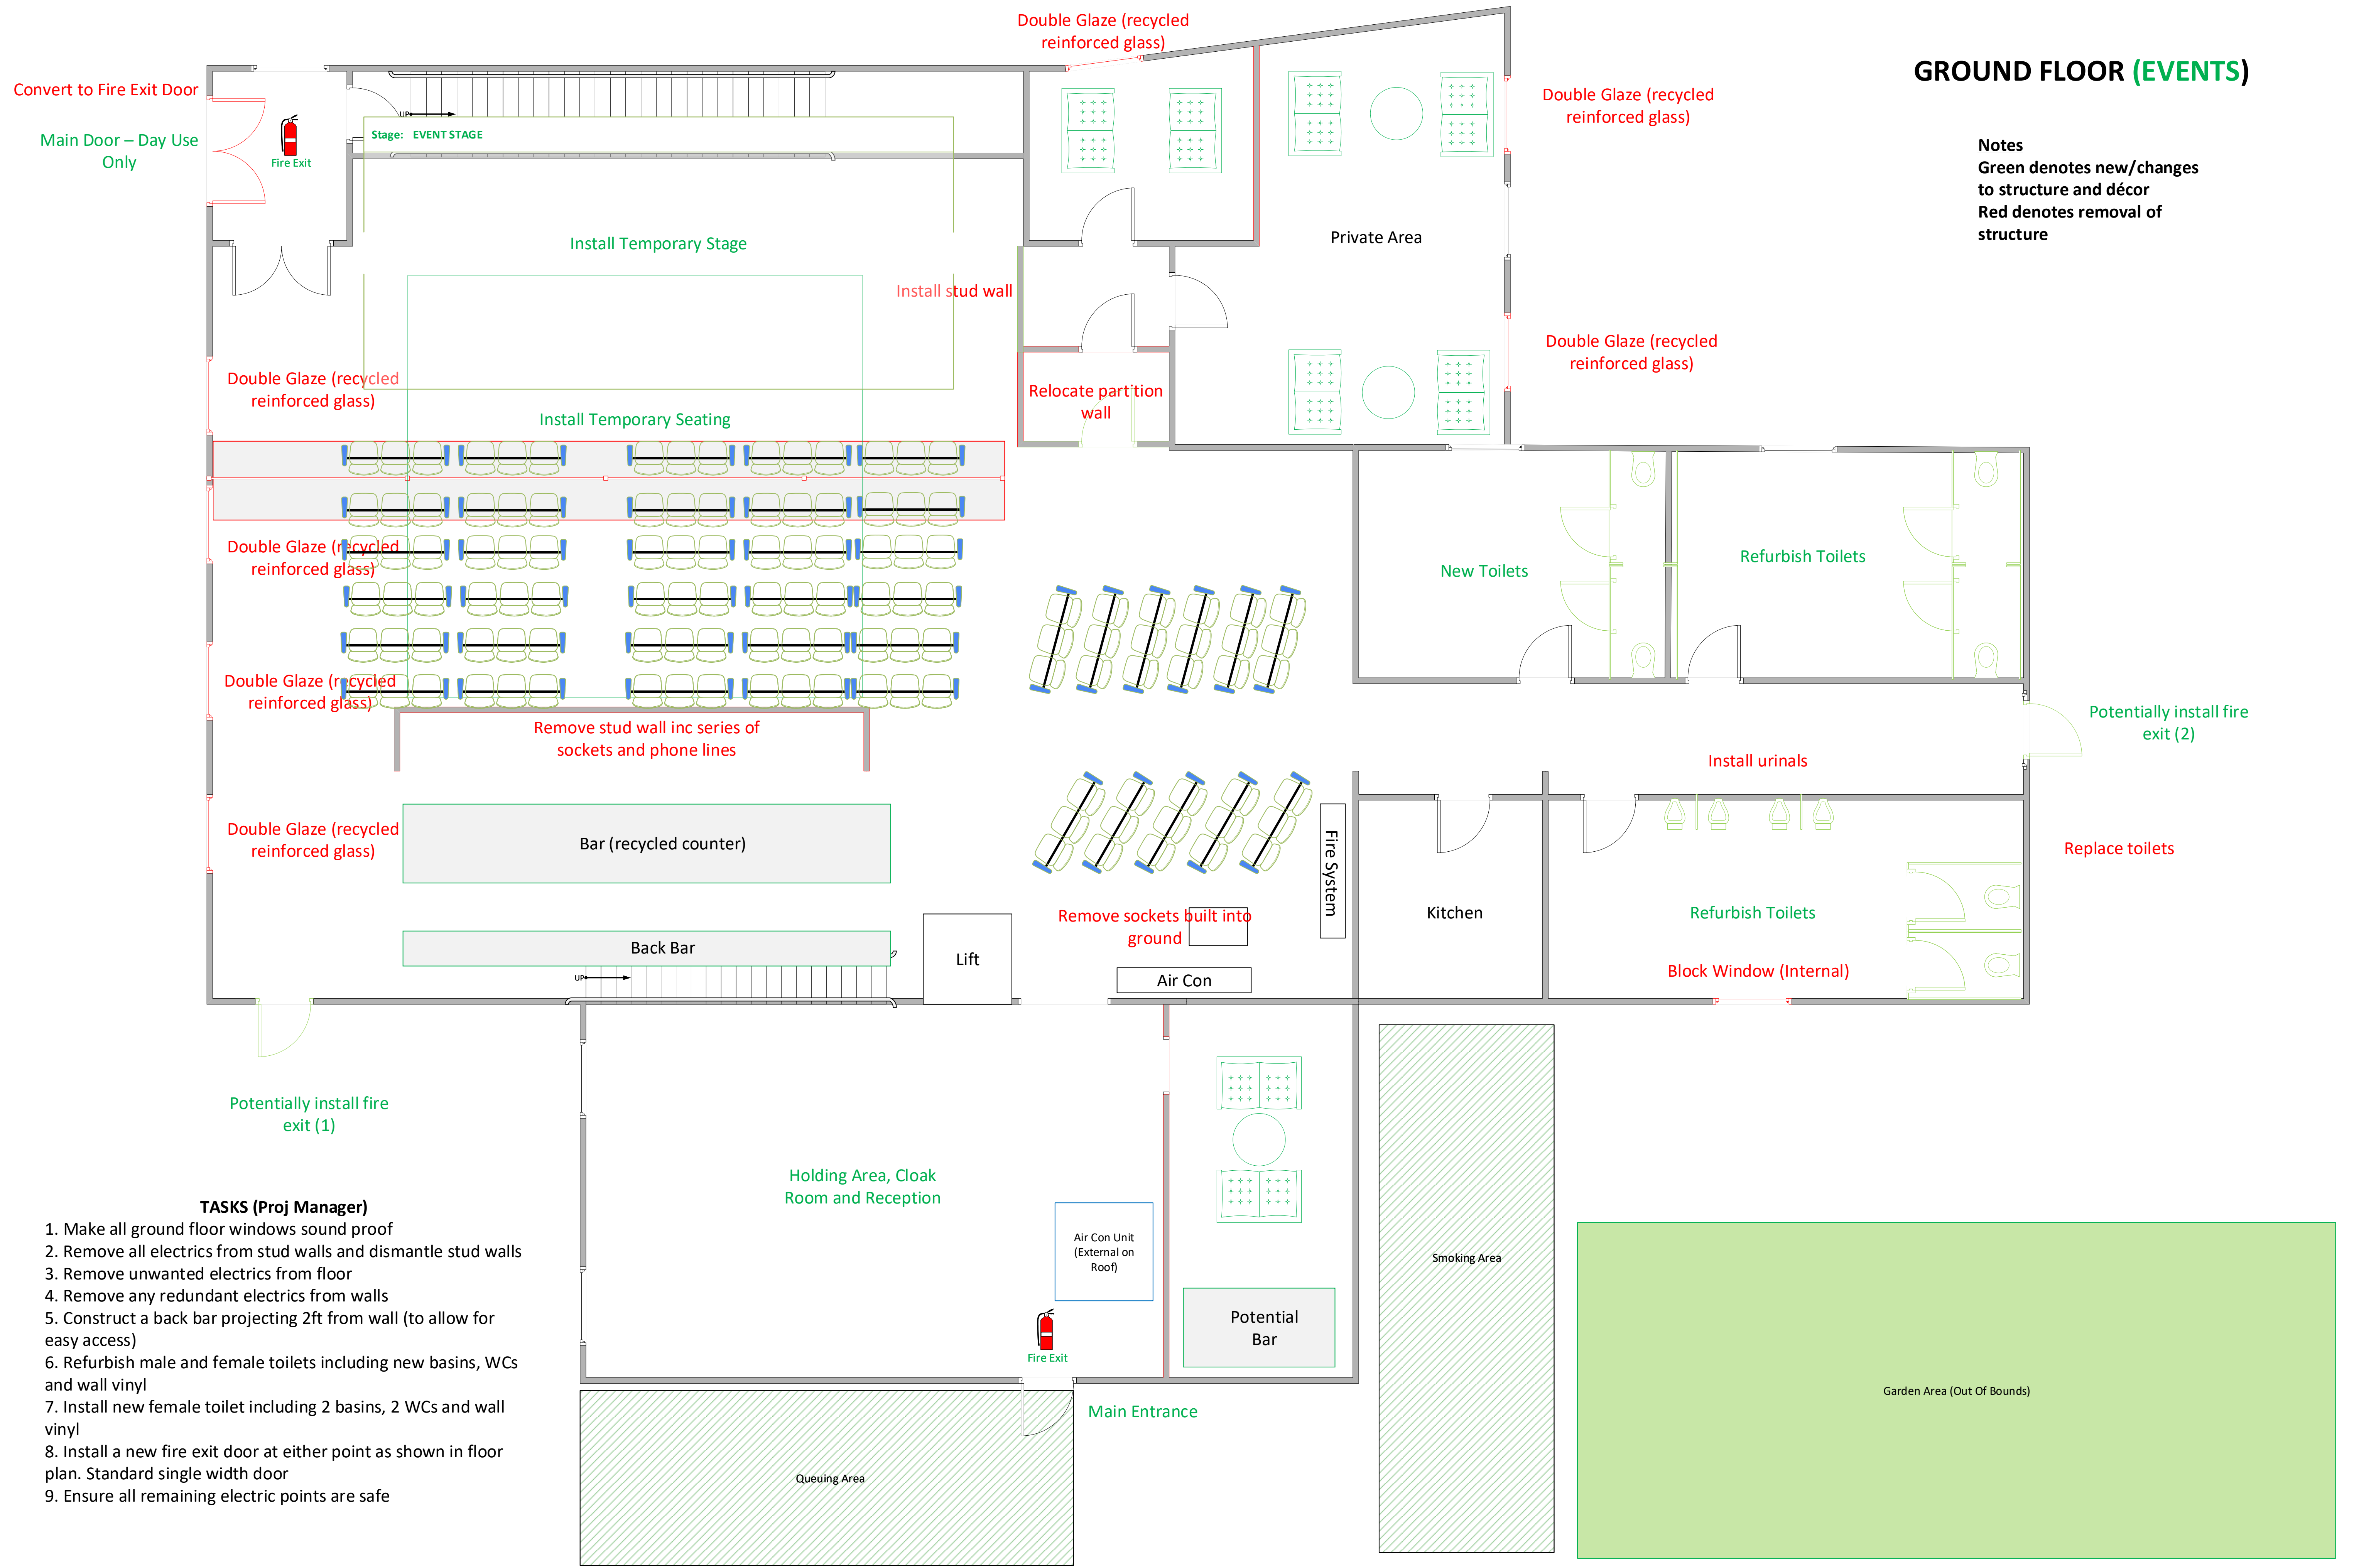 Double Glaze (recycled
reinforced glass)
GROUND FLOOR (EVENTS)
Convert to Fire Exit Door
Double Glaze (recycled
reinforced glass)
UP
Main Door – Day Use
Only
Stage: EVENT STAGE
Fire Exit
Notes
Green denotes new/changes
to structure and décor
Red denotes removal of
structure
Install Temporary Stage
Private Area
Install stud wall
Double Glaze (recycled
reinforced glass)
Double Glaze (recycled
reinforced glass)
Relocate partition
wall
Install Temporary Seating
Double Glaze (recycled
reinforced glass)
New Toilets
Refurbish Toilets
Double Glaze (recycled
reinforced glass)
Remove stud wall inc series of
sockets and phone lines
Potentially install fire
exit (2)
Install urinals
Double Glaze (recycled
reinforced glass)
Bar (recycled counter)
Fire System
Replace toilets
Remove sockets built into
ground
Kitchen
Refurbish Toilets
Back Bar
Lift
UP
Air Con
Block Window (Internal)
Potentially install fire
exit (1)
Holding Area, Cloak
Room and Reception
Air Con Unit
(External on
Roof)
Smoking Area
Potential
Bar
Fire Exit
Main Entrance
Garden Area (Out Of Bounds)
Queuing Area
TASKS (Proj Manager)
1. Make all ground floor windows sound proof
2. Remove all electrics from stud walls and dismantle stud walls
3. Remove unwanted electrics from floor
4. Remove any redundant electrics from walls
5. Construct a back bar projecting 2ft from wall (to allow for
easy access)
6. Refurbish male and female toilets including new basins, WCs
and wall vinyl
7. Install new female toilet including 2 basins, 2 WCs and wall
vinyl
8. Install a new fire exit door at either point as shown in floor
plan. Standard single width door
9. Ensure all remaining electric points are safe